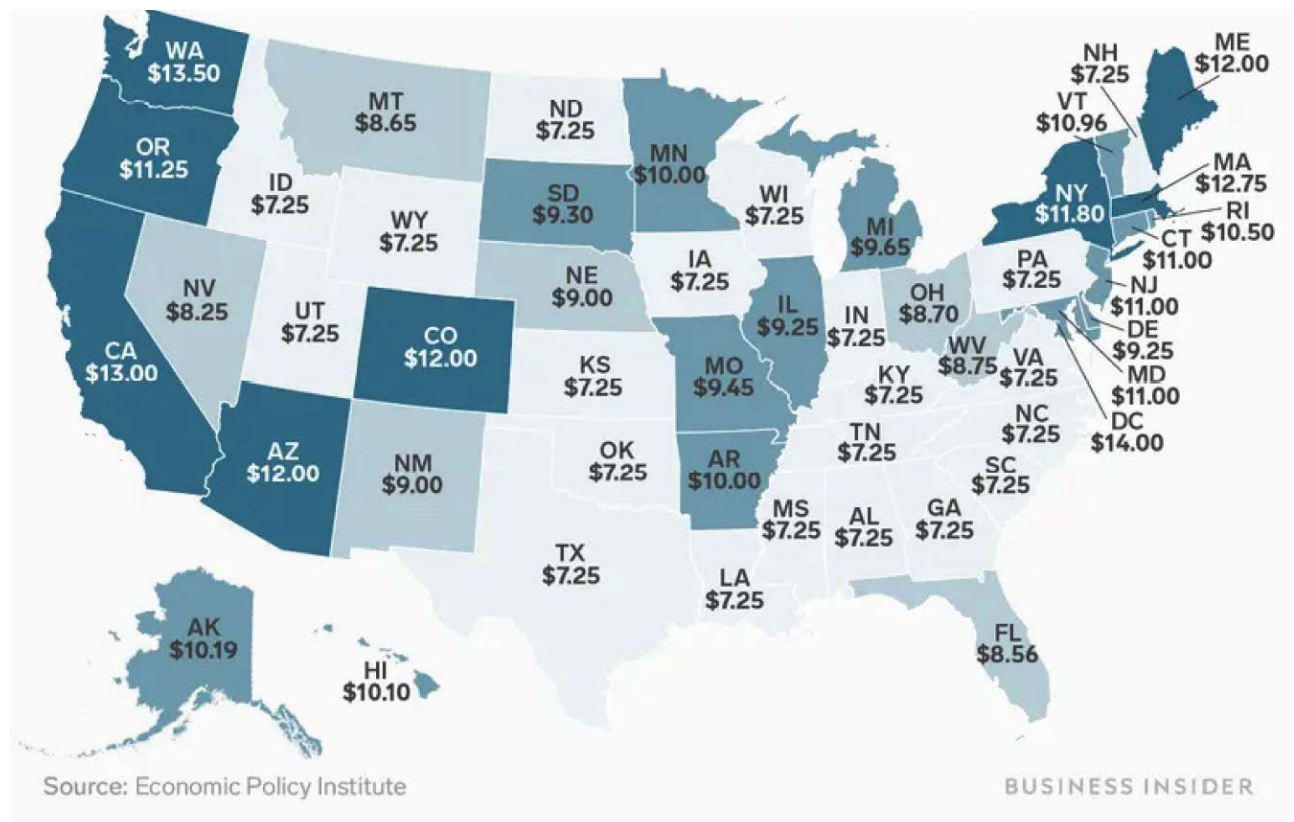 WA
$13.50
OR
$11.25
CA
$13.00
NV
$8.25
ID
$7.25
MT
$8.65
WY
$7.25
UT
$7.25
CO
$12.00
AZ
$12.00
NM
$9.00
ND
$7.25
SD
$9.30
NE
$9.00
KS
$7.25
OK
$7.25
TX
$7.25
MN
$10.00
IA
$7.25
MO
$9.45
AR
$10.00
LA
$7.25
WI
$7.25
IL
$9.25
MI
$9.65
IN
$7.25
OH
$8.70
KY
$7.25
TN
$7.25
MS
$7.25
AL
$7.25
GA
$7.25
FL
$8.56
SC
$7.25
NC
$7.25
VA
$7.25
WV
$8.75
PA
$7.25
NY
$11.80
VT
$10.96
NH
$7.25
ME
$12.00
MA
$12.75
RI
$10.50
CT
$11.00
NJ
$11.00
DE
$9.25
MD
$11.00
DC
$14.00
AK
$10.19
HI
$10.10
Source: Economic Policy Institute
BUSINESS INSIDER